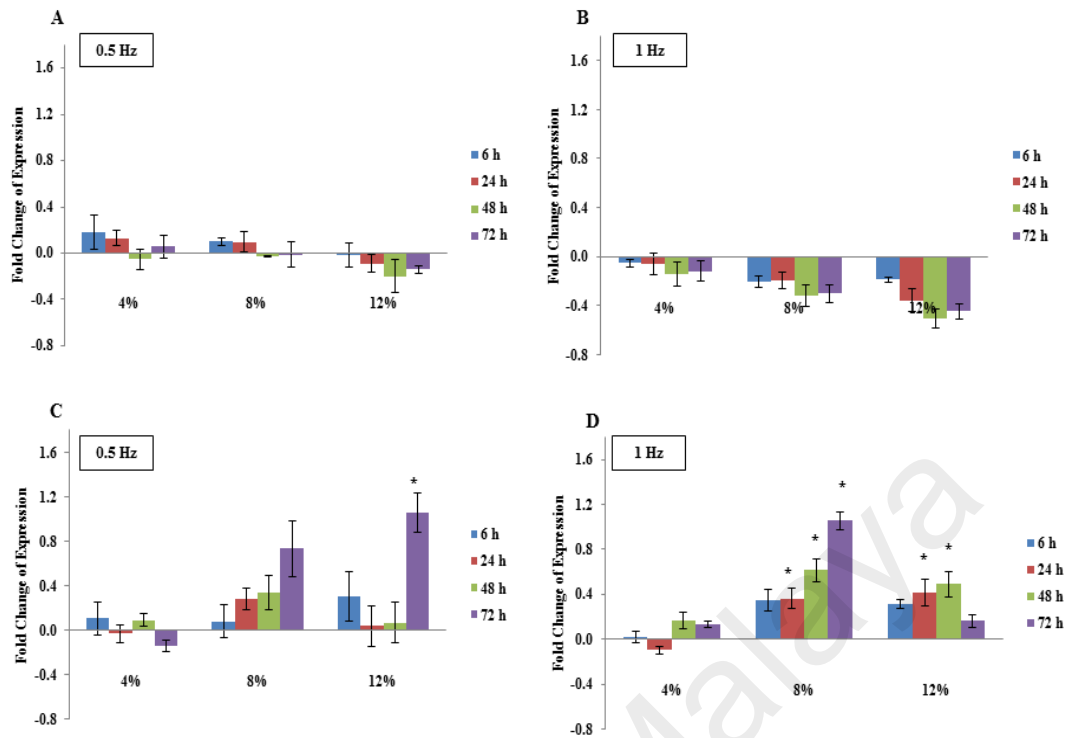 A
0.5 Hz
Fold Change of Expression
1.6
1.2
0.8
0.4
0.0
-0.4
-0.8
4% 8% 12%
6 h
24 h
48 h
72 h
B
1 Hz
Fold Change of Expression
1.6
1.2
0.8
0.4
0.0
-0.4
-0.8
4% 8% 12%
6 h
24 h
48 h
72 h
C
0.5 Hz
Fold Change of Expression
1.6
1.2
0.8
0.4
0.0
-0.4
-0.8
*
4% 8% 12%
6 h
24 h
48 h
72 h
D
1 Hz
Fold Change of Expression
1.6
1.2
0.8
0.4
0.0
-0.4
-0.8
* * * * *
4% 8% 12%
6 h
24 h
48 h
72 h
Malaya